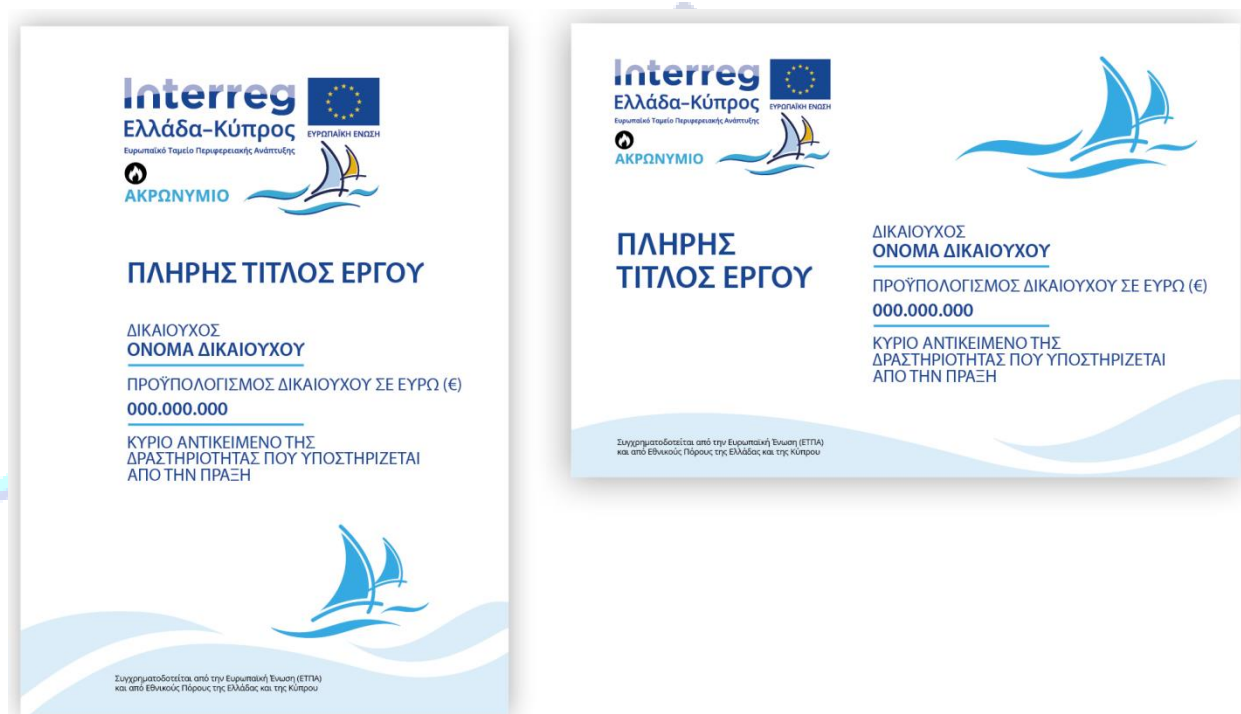 Interreg
Ελλάδα-Κύπρος
Ευρωπαϊκό Ταμείο Περιφερειακής Ανάπτυξης
ΕΥΡΩΠΑΪΚΗ ΕΝΩΣΗ
ΑΚΡΩΝΥΜΙΟ
ΠΛΗΡΗΣ ΤΙΤΛΟΣ ΕΡΓΟΥ
ΔΙΚΑΙΟΥΧΟΣ
ΟΝΟΜΑ ΔΙΚΑΙΟΥΧΟΥ
ΠΡΟΫΠΟΛΟΓΙΣΜΟΣ ΔΙΚΑΙΟΥΧΟΥ ΣΕ ΕΥΡΩ (€)
000.000.000
ΚΥΡΙΟ ΑΝΤΙΚΕΙΜΕΝΟ ΤΗΣ
ΔΡΑΣΤΗΡΙΟΤΗΤΑΣ ΠΟΥ ΥΠΟΣΤΗΡΙΖΕΤΑΙ
ΑΠΟ ΤΗΝ ΠΡΑΞΗ
Συγχρηματοδοτείται από την Ευρωπαϊκή Ένωση (ΕΤΠΑ)
και από Εθνικούς Πόρους της Ελλάδας και της Κύπρου
Interreg
Ελλάδα-Κύπρος
Ευρωπαϊκό Ταμείο Περιφερειακής Ανάπτυξης
ΕΥΡΩΠΑΪΚΗ ΕΝΩΣΗ
ΑΚΡΩΝΥΜΙΟ
ΠΛΗΡΗΣ
ΤΙΤΛΟΣ ΕΡΓΟΥ
ΔΙΚΑΙΟΥΧΟΣ
ΟΝΟΜΑ ΔΙΚΑΙΟΥΧΟΥ
ΠΡΟΫΠΟΛΟΓΙΣΜΟΣ ΔΙΚΑΙΟΥΧΟΥ ΣΕ ΕΥΡΩ (€)
000.000.000
ΚΥΡΙΟ ΑΝΤΙΚΕΙΜΕΝΟ ΤΗΣ
ΔΡΑΣΤΗΡΙΟΤΗΤΑΣ ΠΟΥ ΥΠΟΣΤΗΡΙΖΕΤΑΙ
ΑΠΟ ΤΗΝ ΠΡΑΞΗ
Συγχρηματοδοτείται από την Ευρωπαϊκή Ένωση (ΕΤΠΑ)
και από Εθνικούς Πόρους της Ελλάδας και της Κύπρου